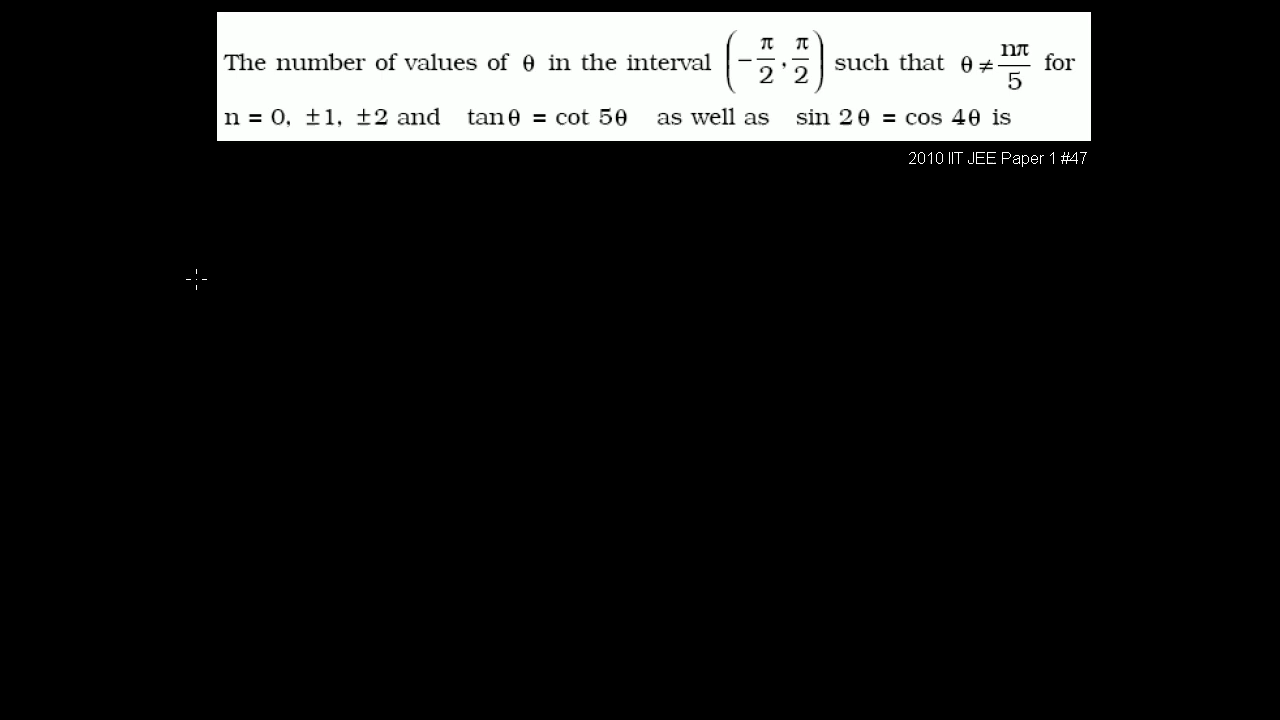 The number of values of θ in the interval (−π/2, π/2) such that θ ≠ nπ/5 for
n = 0, ±1, ±2 and tan θ = cot 5θ as well as sin 2θ = cos 4θ is
2010 IIT JEE Paper 1 #47